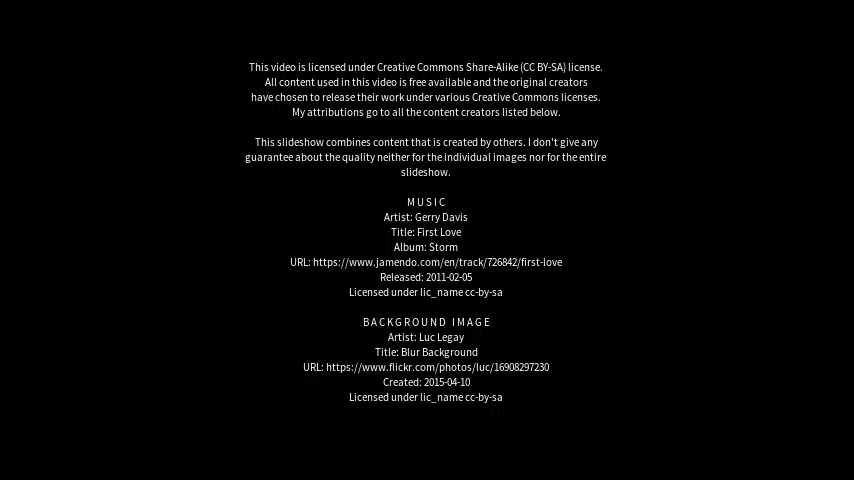 This video is licensed under Creative Commons Share-Alike (CC BY-SA) license.
All content used in this video is free available and the original creators
have chosen to release their work under various Creative Commons licenses.
My attributions go to all the content creators listed below.
This slideshow combines content that is created by others. I don't give any
guarantee about the quality neither for the individual images nor for the entire
slideshow.
MUSIC
Artist: Gerry Davis
Title: First Love
Album: Storm
URL: https://www.jamendo.com/en/track/726842/first-love
Released: 2011-02-05
Licensed under lic_name cc-by-sa
BACKGROUND IMAGE
Artist: Luc Legay
Title: Blur Background
URL: https://www.flickr.com/photos/luc/16908297230
Created: 2015-04-10
Licensed under lic_name cc-by-sa